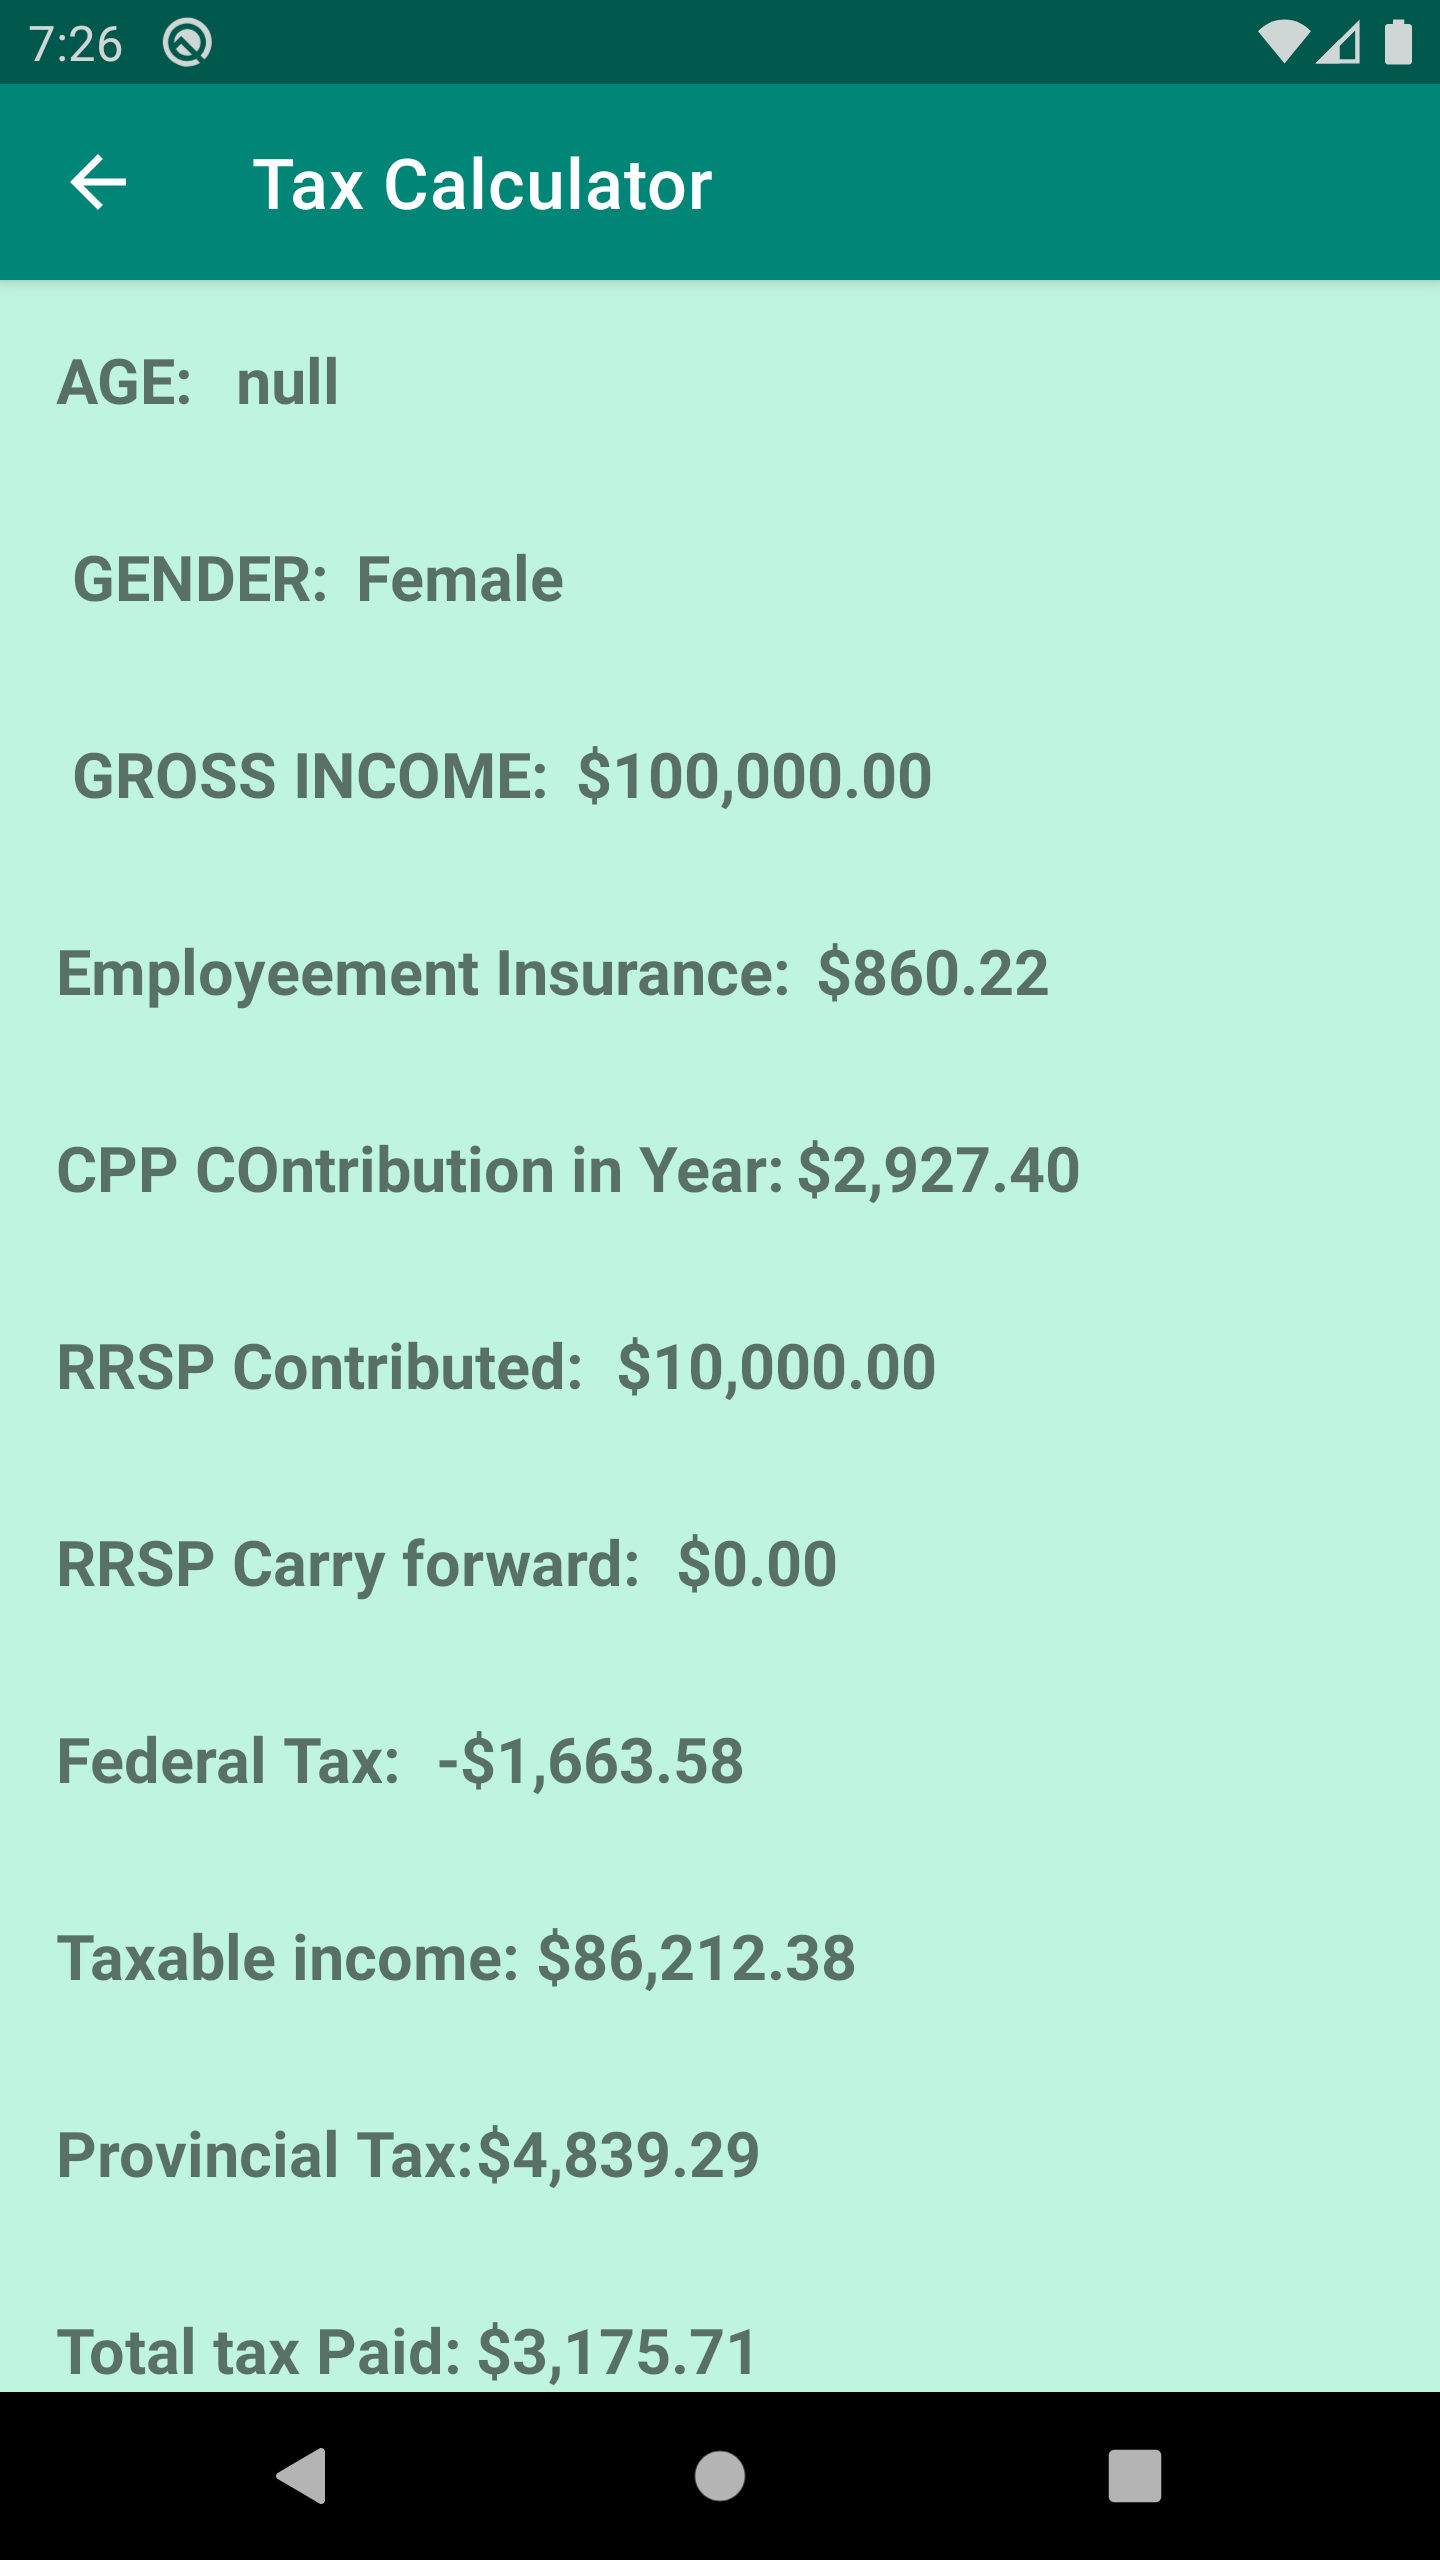 7:26
Tax Calculator
AGE: null
GENDER: Female
GROSS INCOME: $100,000.00
Employeement Insurance: $860.22
CPP COntribution in Year: $2,927.40
RRSP Contributed: $10,000.00
RRSP Carry forward: $0.00
Federal Tax: -$1,663.58
Taxable income: $86,212.38
Provincial Tax:$4,839.29
Total tax Paid: $3,175.71